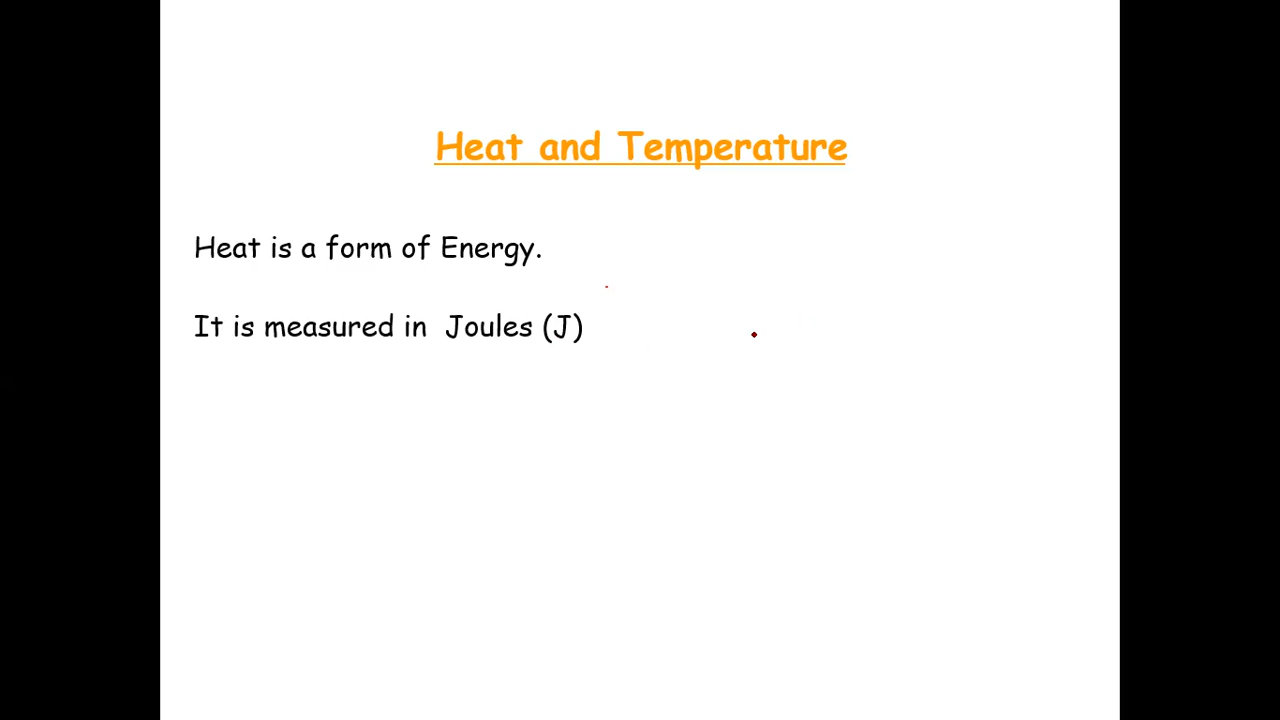 Heat and Temperature
Heat is a form of Energy.
It is measured in Joules (J)